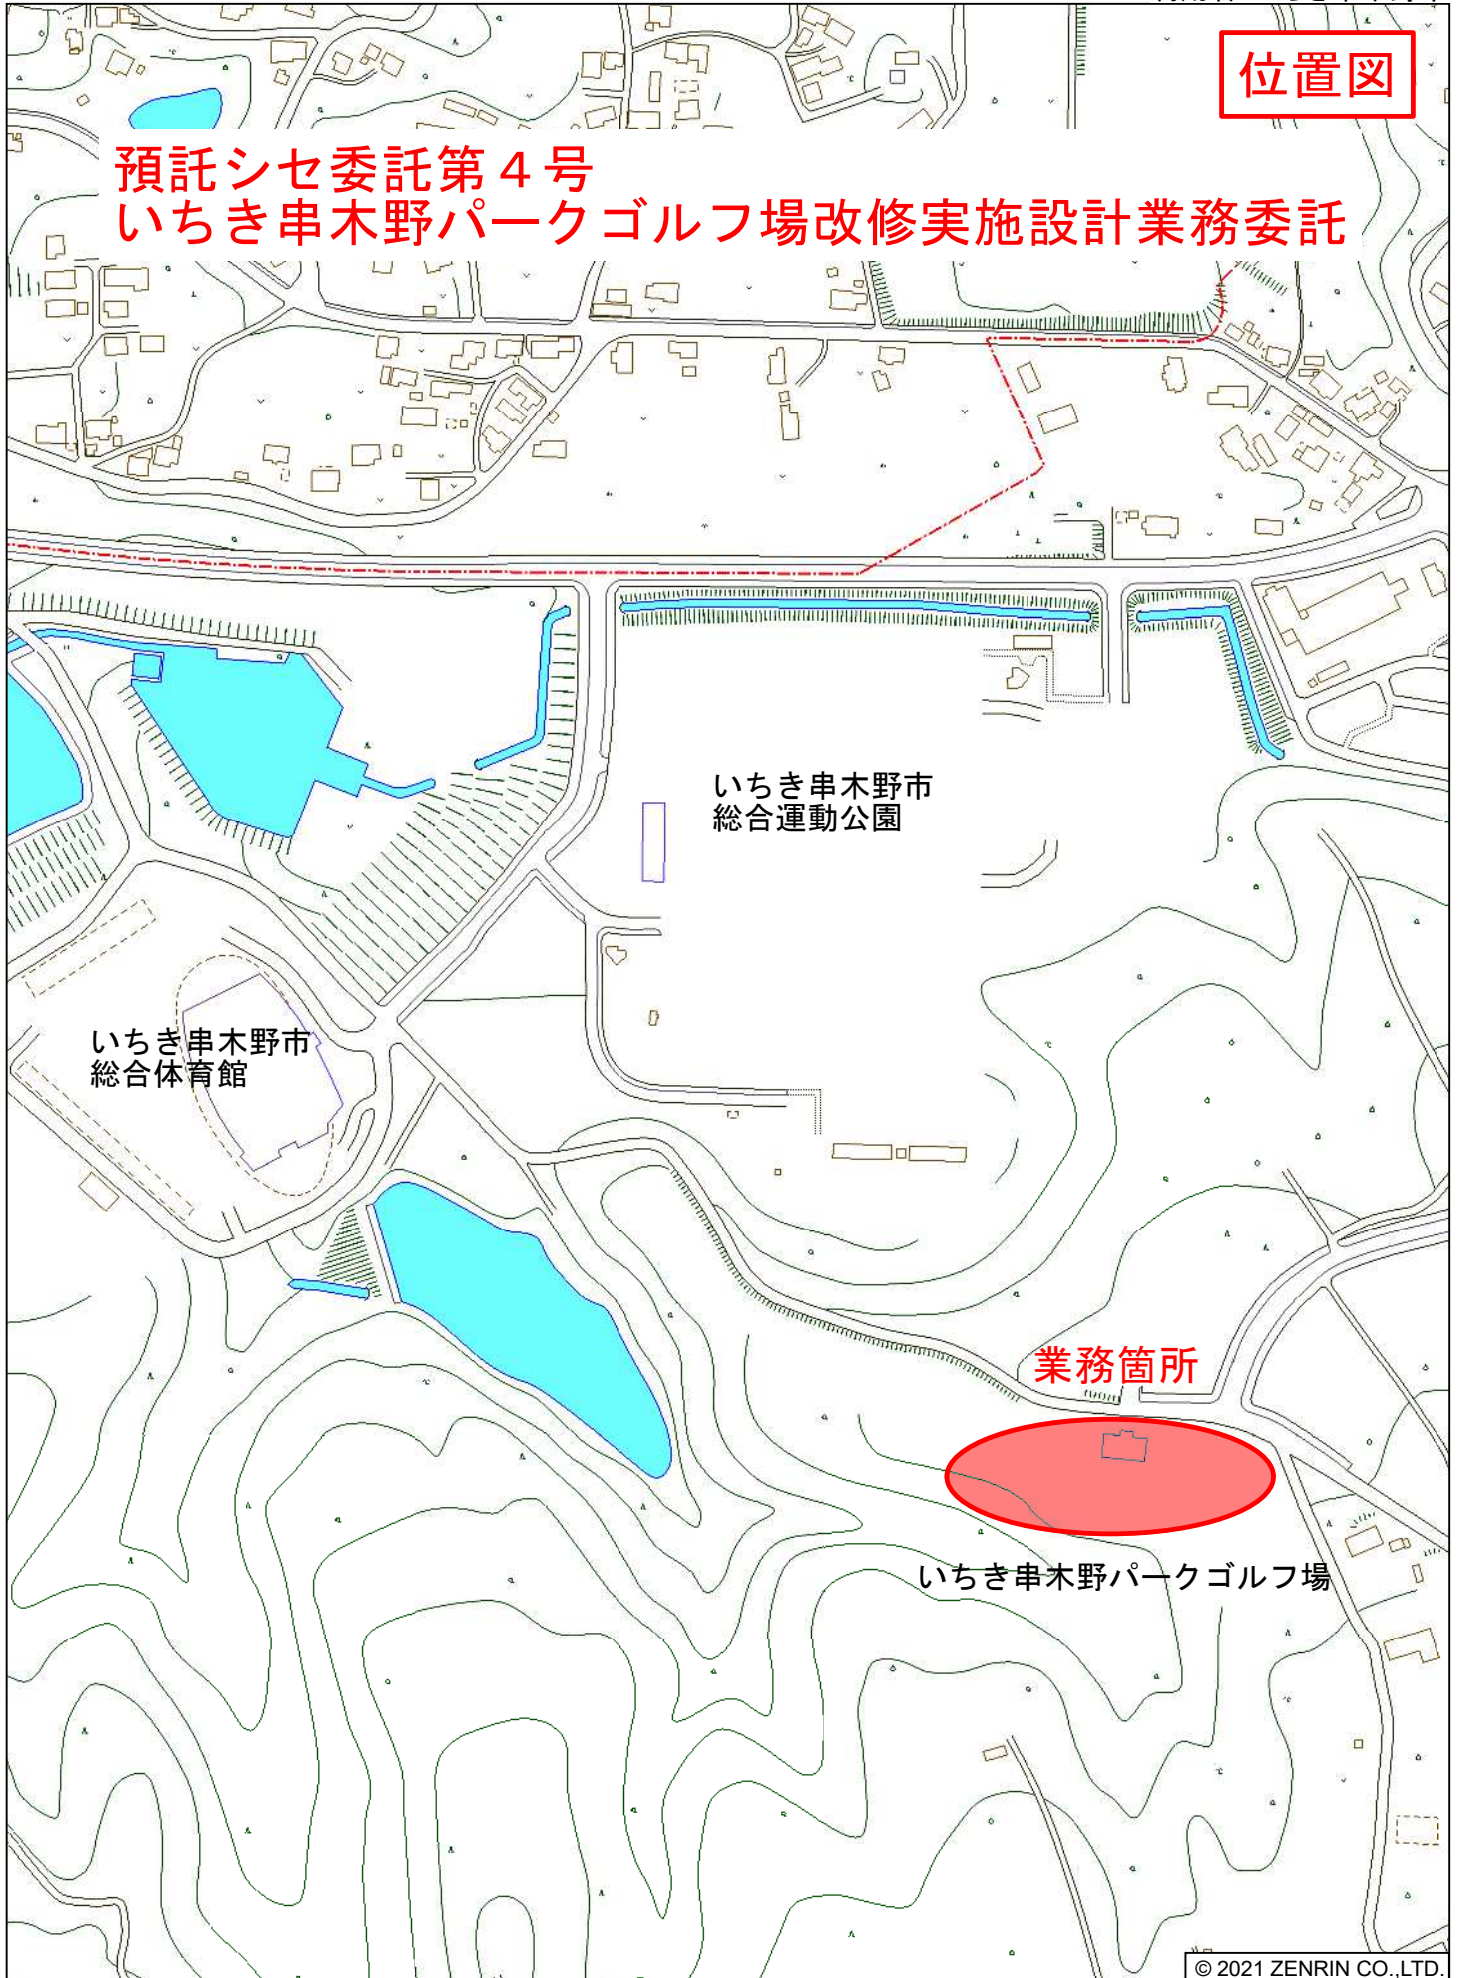 位置図
預託シセ委託第４号
いちき串木野パークゴルフ場改修実施設計業務委託
いちき串木野市
総合運動公園
いちき串木野市
総合体育館
業務箇所
いちき串木野パークゴルフ場
© 2021 ZENRIN CO.,LTD.